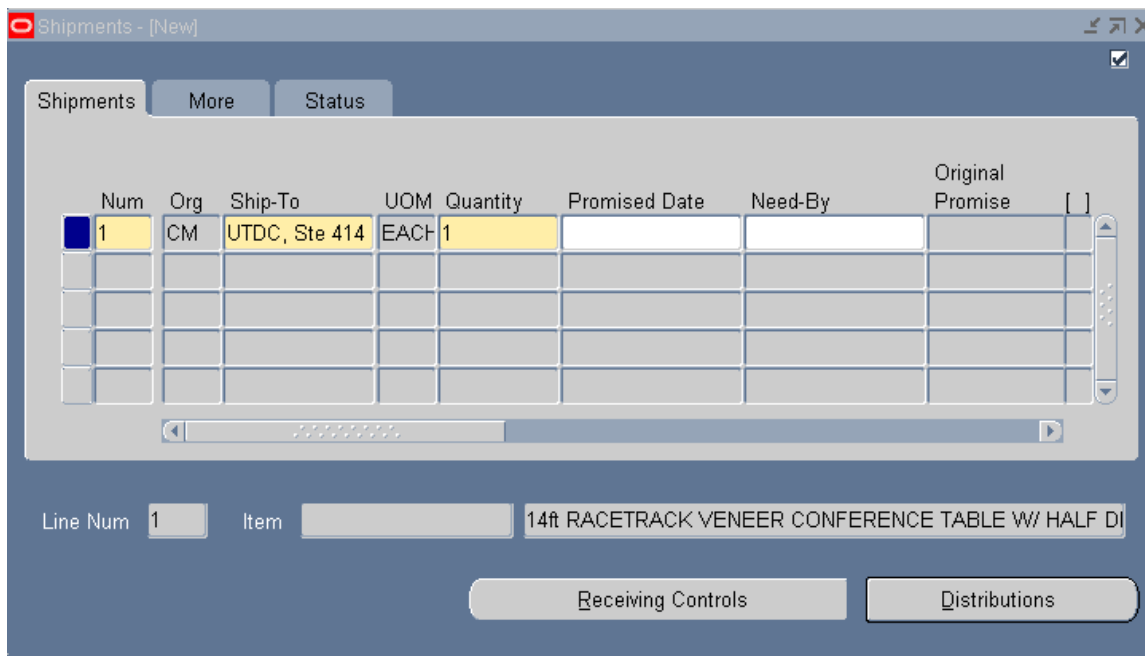 Shipments - [New]
Shipments More Status
Original
Num Org Ship-To UOM Quantity Promised Date Need-By Promise [ ]
1 CM UTDC, Ste 414 EACH 1
Line Num 1 Item 14ft RACETRACK VENEER CONFERENCE TABLE W/ HALF DI
Receiving Controls Distributions